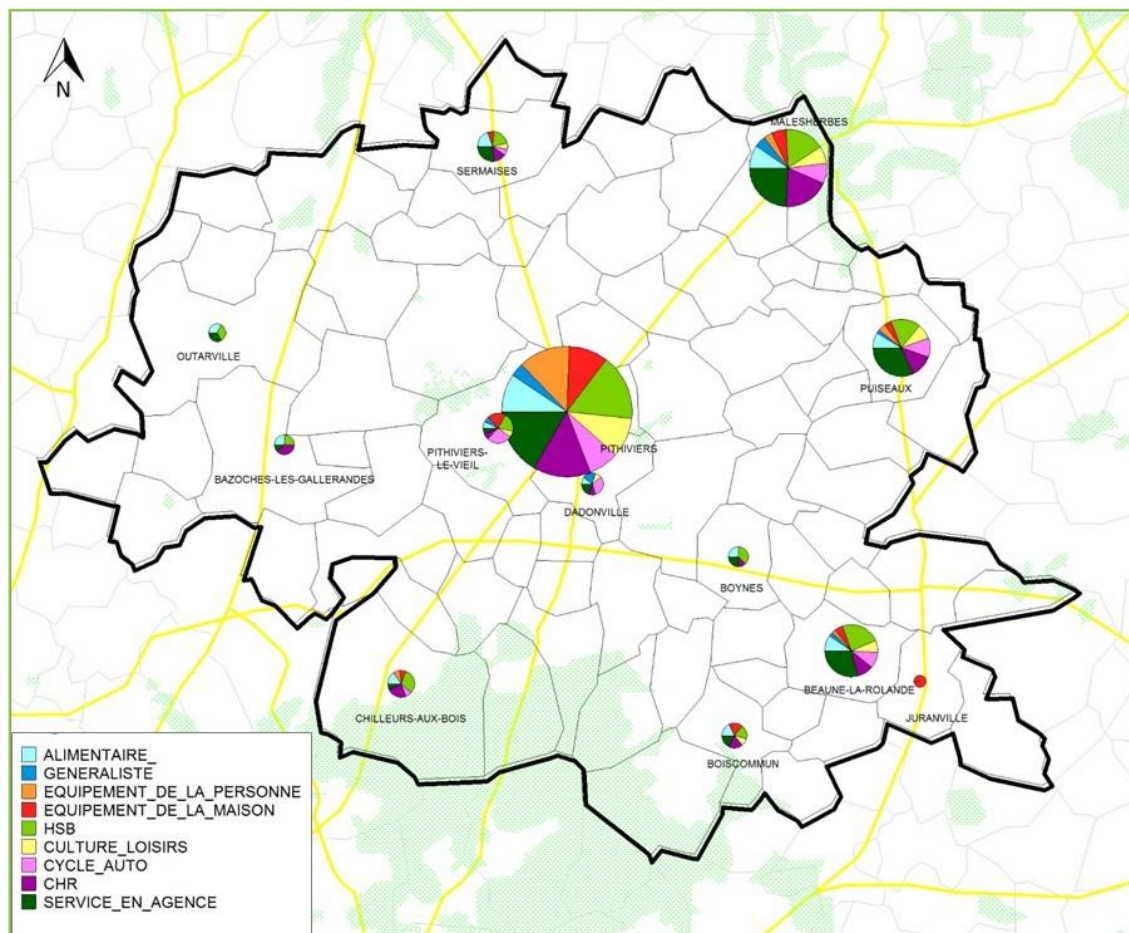 N
MALESHERBES
SERMAISES
OUTARVILLE
PUISEAUX
PITHIVIERS
PITHIVIERS-
LE-VIEIL
BAZOCHES-LES-GALLERANDES
DADONVILLE
BOYNES
BEAUNE-LA-ROLANDE
CHILLEURS-AUX-BOIS
JURANVILLE
BOISCOMMUN
ALIMENTAIRE_
GENERALISTE
EQUIPEMENT_DE_LA_PERSONNE
EQUIPEMENT_DE_LA_MAISON
HSB
CULTURE_LOISIRS
CYCLE_AUTO
CHR
SERVICE_EN_AGENCE